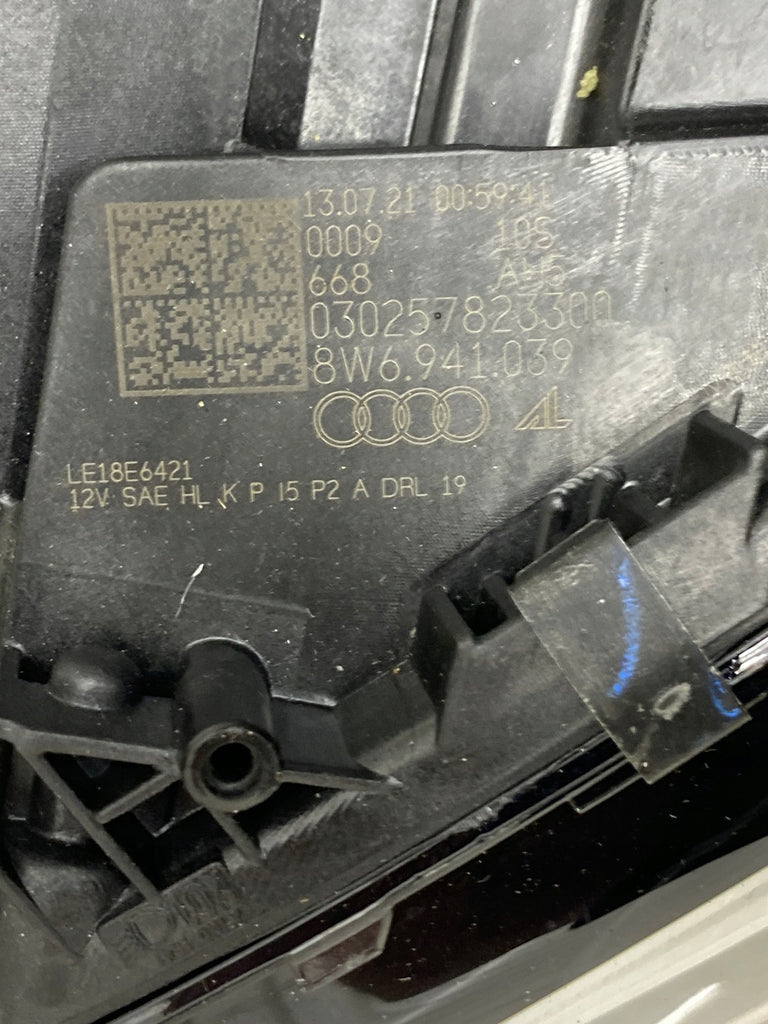 13.07.21 00:59:41
0009 10S
668
030257823300
8W6.941.039
AL
LE18E6421
12V SAE HL K P I5 P2 A DRL 19